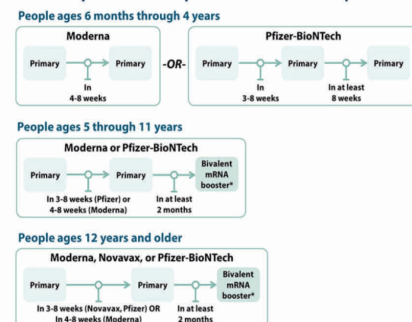 People ages 6 months through 4 years
Moderna
Primary
Primary
In
4-8 weeks
-OR-
Pfizer-BioNTech
Primary
Primary
Primary
In
3-8 weeks
In at least
8 weeks
People ages 5 through 11 years
Moderna or Pfizer-BioNTech
Primary
Primary
Bivalent
mRNA
booster*
In 3-8 weeks (Pfizer) or
4-8 weeks (Moderna)
In at least
2 months
People ages 12 years and older
Moderna, Novavax, or Pfizer-BioNTech
Primary
Primary
Bivalent
mRNA
booster*
In 3-8 weeks (Novavax, Pfizer) OR
In 4-8 weeks (Moderna)
In at least
2 months